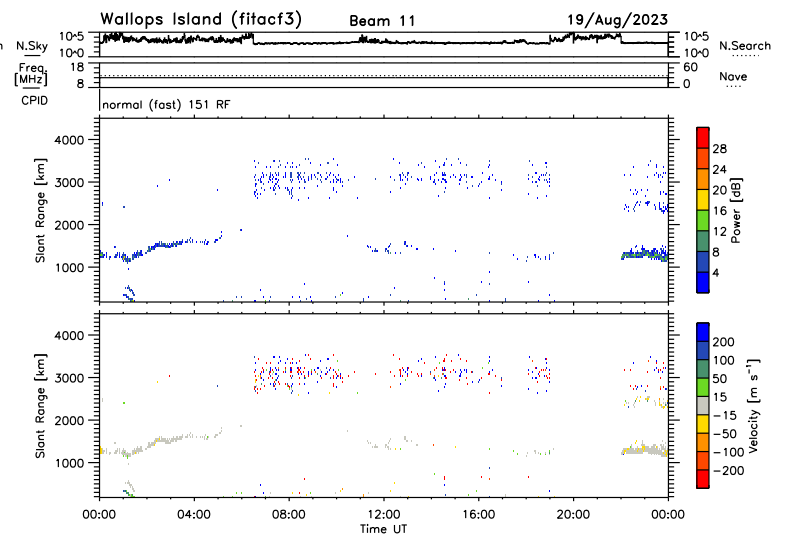 Wallops Island (fitacf3) Beam 11 19/Aug/2023
n N.Sky 10^5 10^0 10^5 10^0 N.Search
Freq. [MHz] 18 8 60 0 Nave
CPID normal (fast) 151 RF
Slant Range [km]
4000
3000
2000
1000
28
24
20
16
12
8
4
Power [dB]
Slant Range [km]
4000
3000
2000
1000
200
100
50
15
-15
-50
-100
-200
Velocity [m s⁻¹]
00:00 04:00 08:00 12:00 16:00 20:00 00:00
Time UT